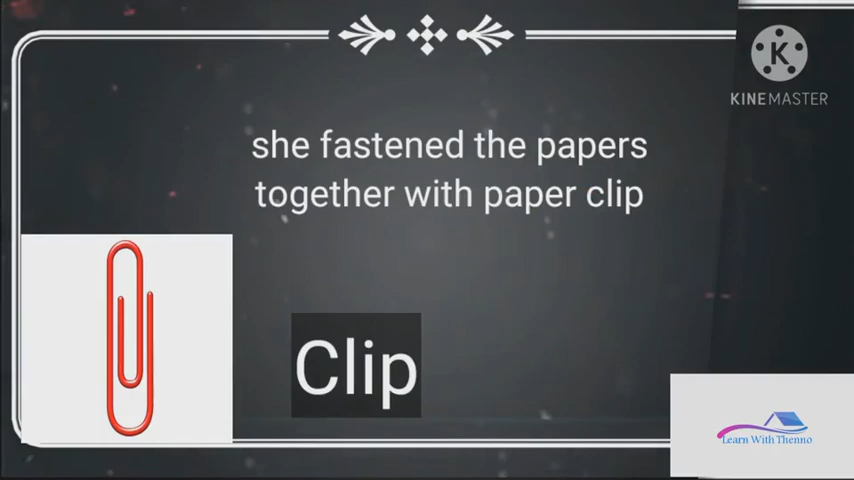 K
KINEMASTER
she fastened the papers
together with paper clip
Clip
Learn With Thenno